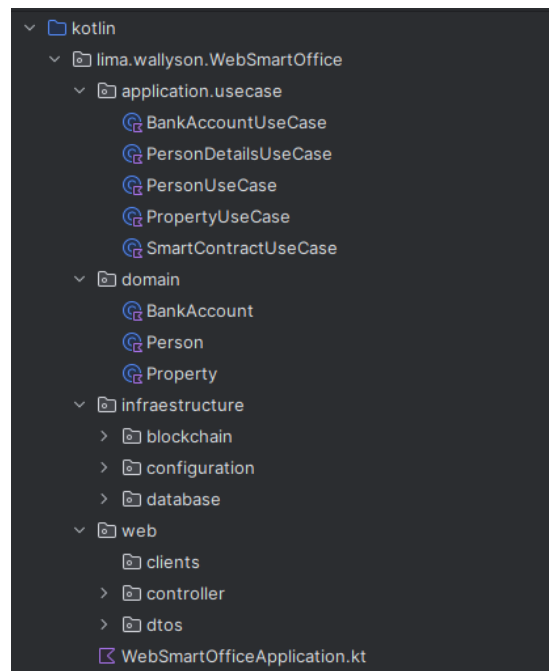 kotlin
lima.wallyson.WebSmartOffice
application.usecase
BankAccountUseCase
PersonDetailsUseCase
PersonUseCase
PropertyUseCase
SmartContractUseCase
domain
BankAccount
Person
Property
infraestructure
blockchain
configuration
database
web
clients
controller
dtos
WebSmartOfficeApplication.kt